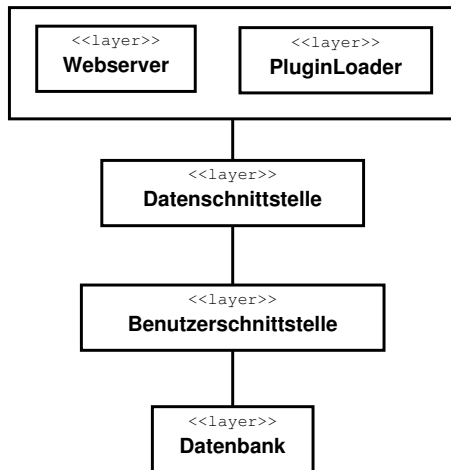 <<layer>>
Webserver
<<layer>>
PluginLoader
<<layer>>
Datenschnittstelle
<<layer>>
Benutzerschnittstelle
<<layer>>
Datenbank